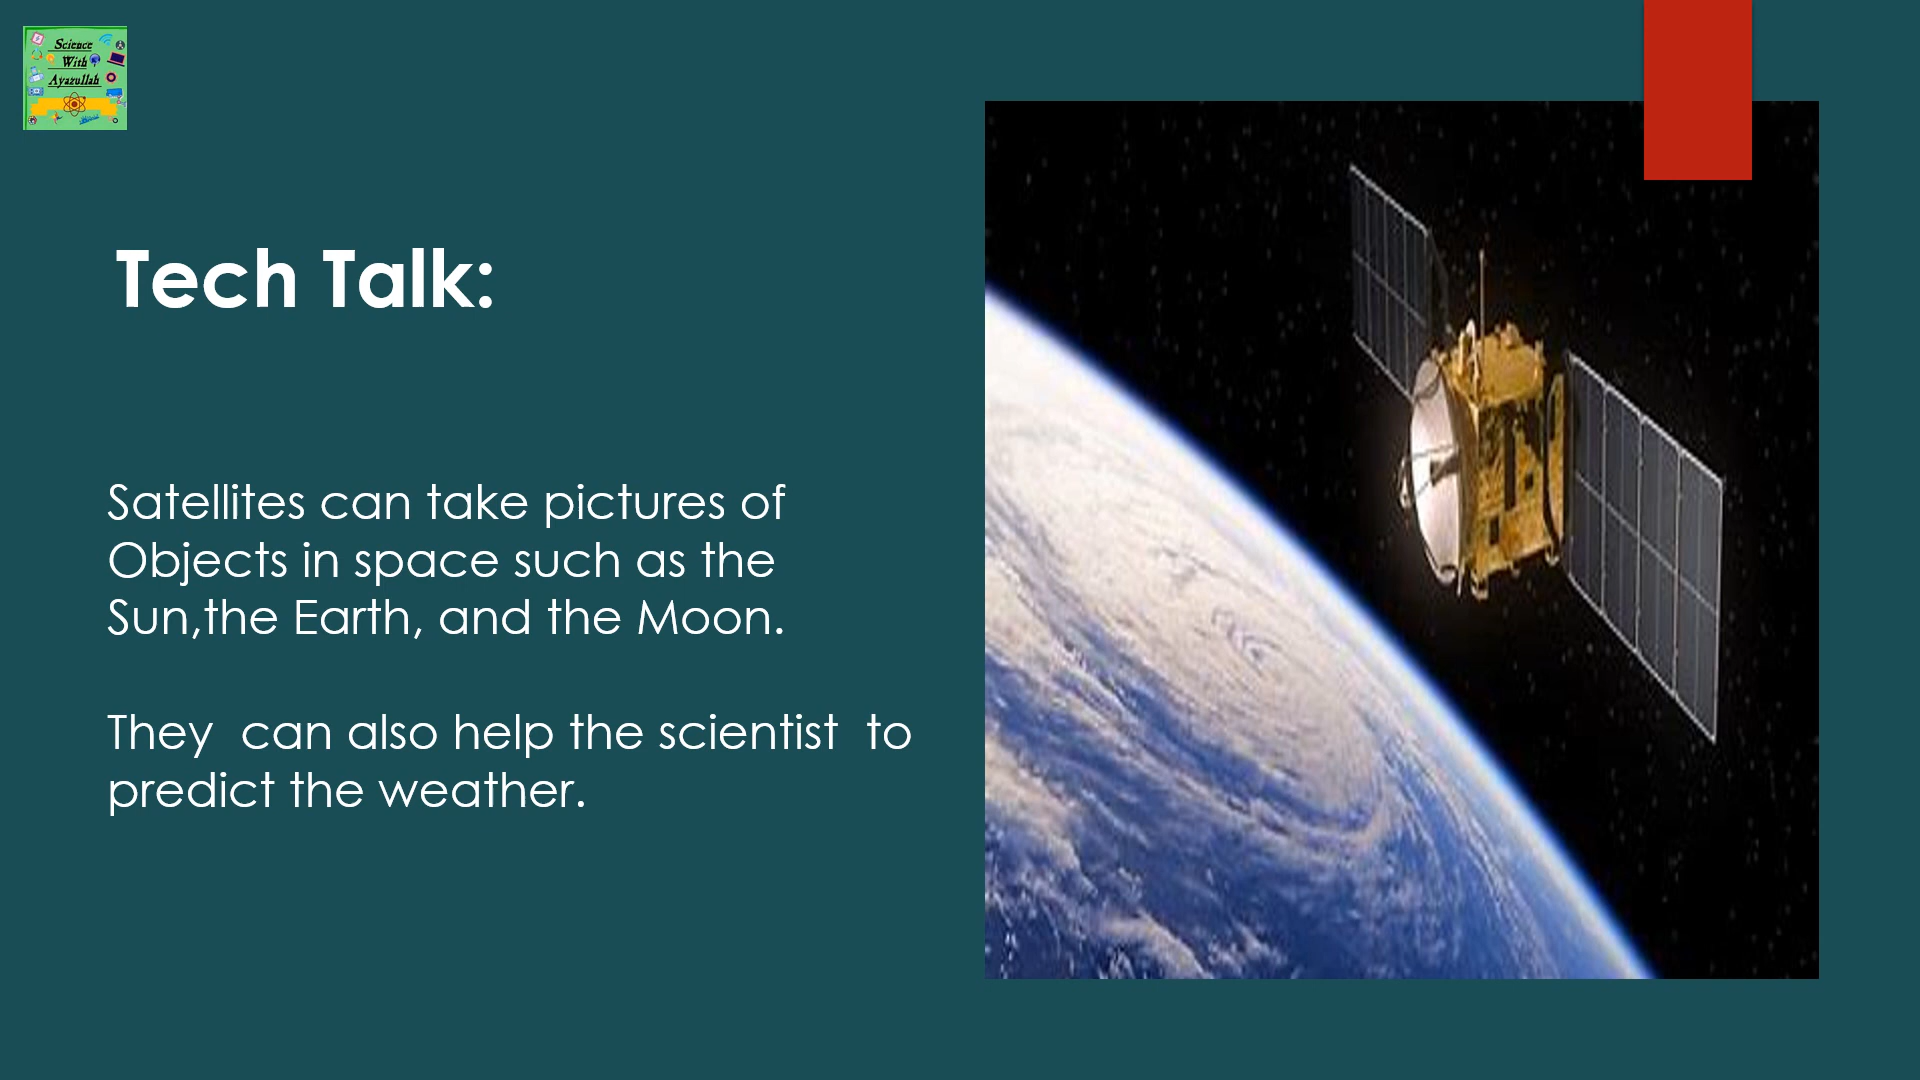 Science
With
Ayazullah
Tech Talk:
Satellites can take pictures of
Objects in space such as the
Sun,the Earth, and the Moon.
They  can also help the scientist  to
predict the weather.